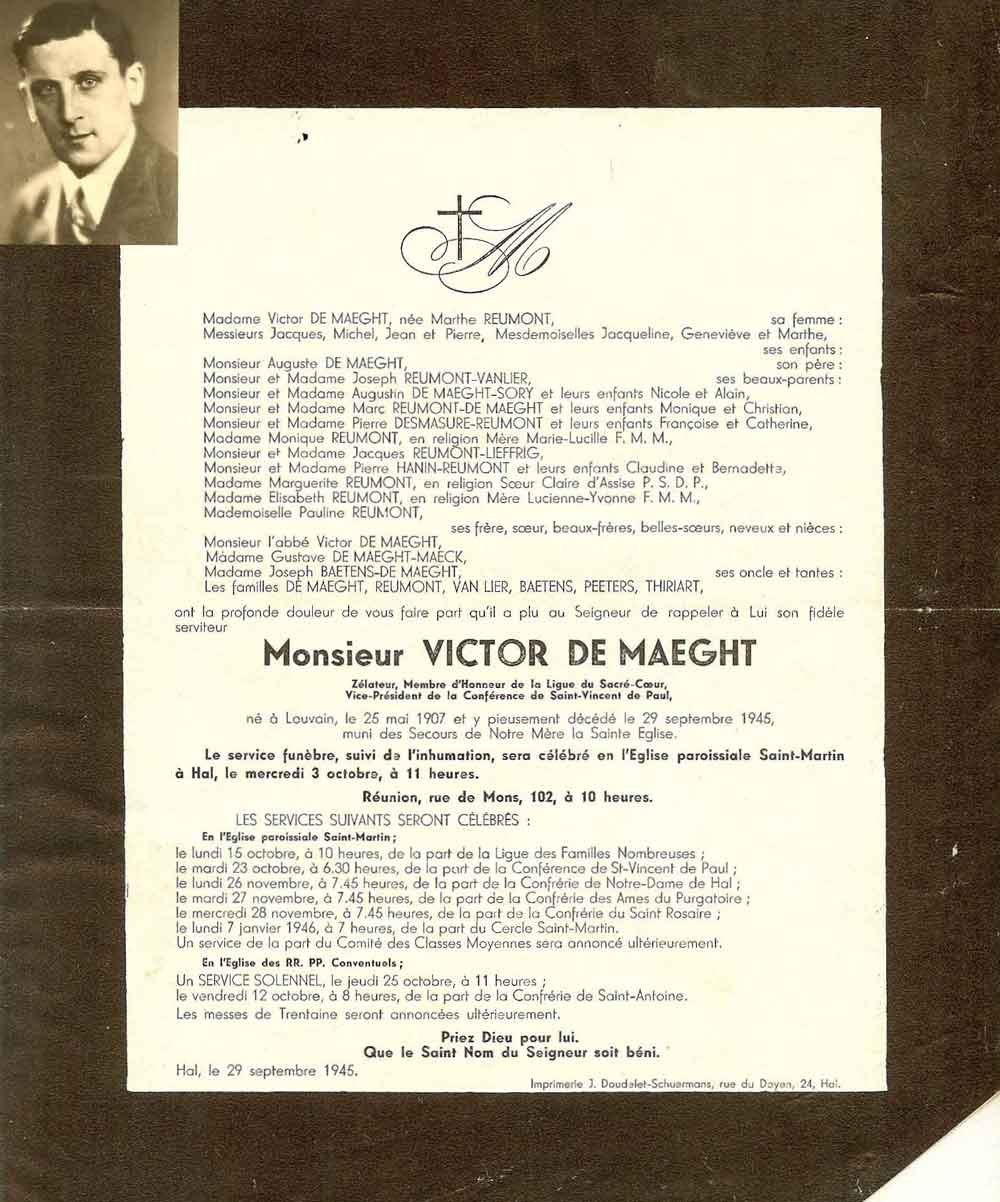 M
Madame Victor DE MAEGHT, née Marthe REUMONT, sa femme :
Messieurs Jacques, Michel, Jean et Pierre, Mesdemoiselles Jacqueline, Geneviève et Marthe,
ses enfants :
Monsieur Auguste DE MAEGHT, son père :
Monsieur et Madame Joseph REUMONT-VANLIER, ses beaux-parents :
Monsieur et Madame Augustin DE MAEGHT-SORY et leurs enfants Nicole et Alain,
Monsieur et Madame Marc REUMONT-DE MAEGHT et leurs enfants Monique et Christian,
Monsieur et Madame Pierre DESMASURE-REUMONT et leurs enfants Françoise et Catherine,
Madame Monique REUMONT, en religion Mère Marie-Lucille F. M. M.,
Monsieur et Madame Jacques REUMONT-LIEFFRIG,
Monsieur et Madame Pierre HANIN-REUMONT et leurs enfants Claudine et Bernadette,
Madame Marguerite REUMONT, en religion Sœur Claire d'Assise P. S. D. P.,
Madame Elisabeth REUMONT, en religion Mère Lucienne-Yvonne F. M. M.,
Mademoiselle Pauline REUMONT,
ses frère, sœur, beaux-frères, belles-sœurs, neveux et nièces :
Monsieur l'abbé Victor DE MAEGHT,
Madame Gustave DE MAEGHT-MAECK,
Madame Joseph BAETENS-DE MAEGHT, ses oncle et tantes :
Les familles DE MAEGHT, REUMONT, VAN LIER, BAETENS, PEETERS, THIRIART,
ont la profonde douleur de vous faire part qu'il a plu au Seigneur de rappeler à Lui son fidèle
serviteur
Monsieur VICTOR DE MAEGHT
Zélateur, Membre d'Honneur de la Ligue du Sacré-Cœur,
Vice-Président de la Conférence de Saint-Vincent de Paul,
né à Louvain, le 25 mai 1907 et y pieusement décédé le 29 septembre 1945,
muni des Secours de Notre Mère la Sainte Eglise.
Le service funèbre, suivi de l'inhumation, sera célébré en l'Eglise paroissiale Saint-Martin
à Hal, le mercredi 3 octobre, à 11 heures.
Réunion, rue de Mons, 102, à 10 heures.
LES SERVICES SUIVANTS SERONT CÉLÉBRÉS :
En l'Eglise paroissiale Saint-Martin ;
le lundi 15 octobre, à 10 heures, de la part de la Ligue des Familles Nombreuses ;
le mardi 23 octobre, à 6.30 heures, de la part de la Conférence de St-Vincent de Paul ;
le lundi 26 novembre, à 7.45 heures, de la part de la Confrérie de Notre-Dame de Hal ;
le mardi 27 novembre, à 7.45 heures, de la part de la Confrérie des Ames du Purgatoire ;
le mercredi 28 novembre, à 7.45 heures, de la part de la Confrérie du Saint Rosaire ;
le lundi 7 janvier 1946, à 7 heures, de la part du Cercle Saint-Martin.
Un service de la part du Comité des Classes Moyennes sera annoncé ultérieurement.
En l'Eglise des RR. PP. Conventuels ;
Un SERVICE SOLENNEL, le jeudi 25 octobre, à 11 heures ;
le vendredi 12 octobre, à 8 heures, de la part de la Confrérie de Saint-Antoine.
Les messes de Trentaine seront annoncées ultérieurement.
Priez Dieu pour lui.
Que le Saint Nom du Seigneur soit béni.
Hal, le 29 septembre 1945.
Imprimerie J. Doudelet-Schuermans, rue du Doyen, 24, Hal.